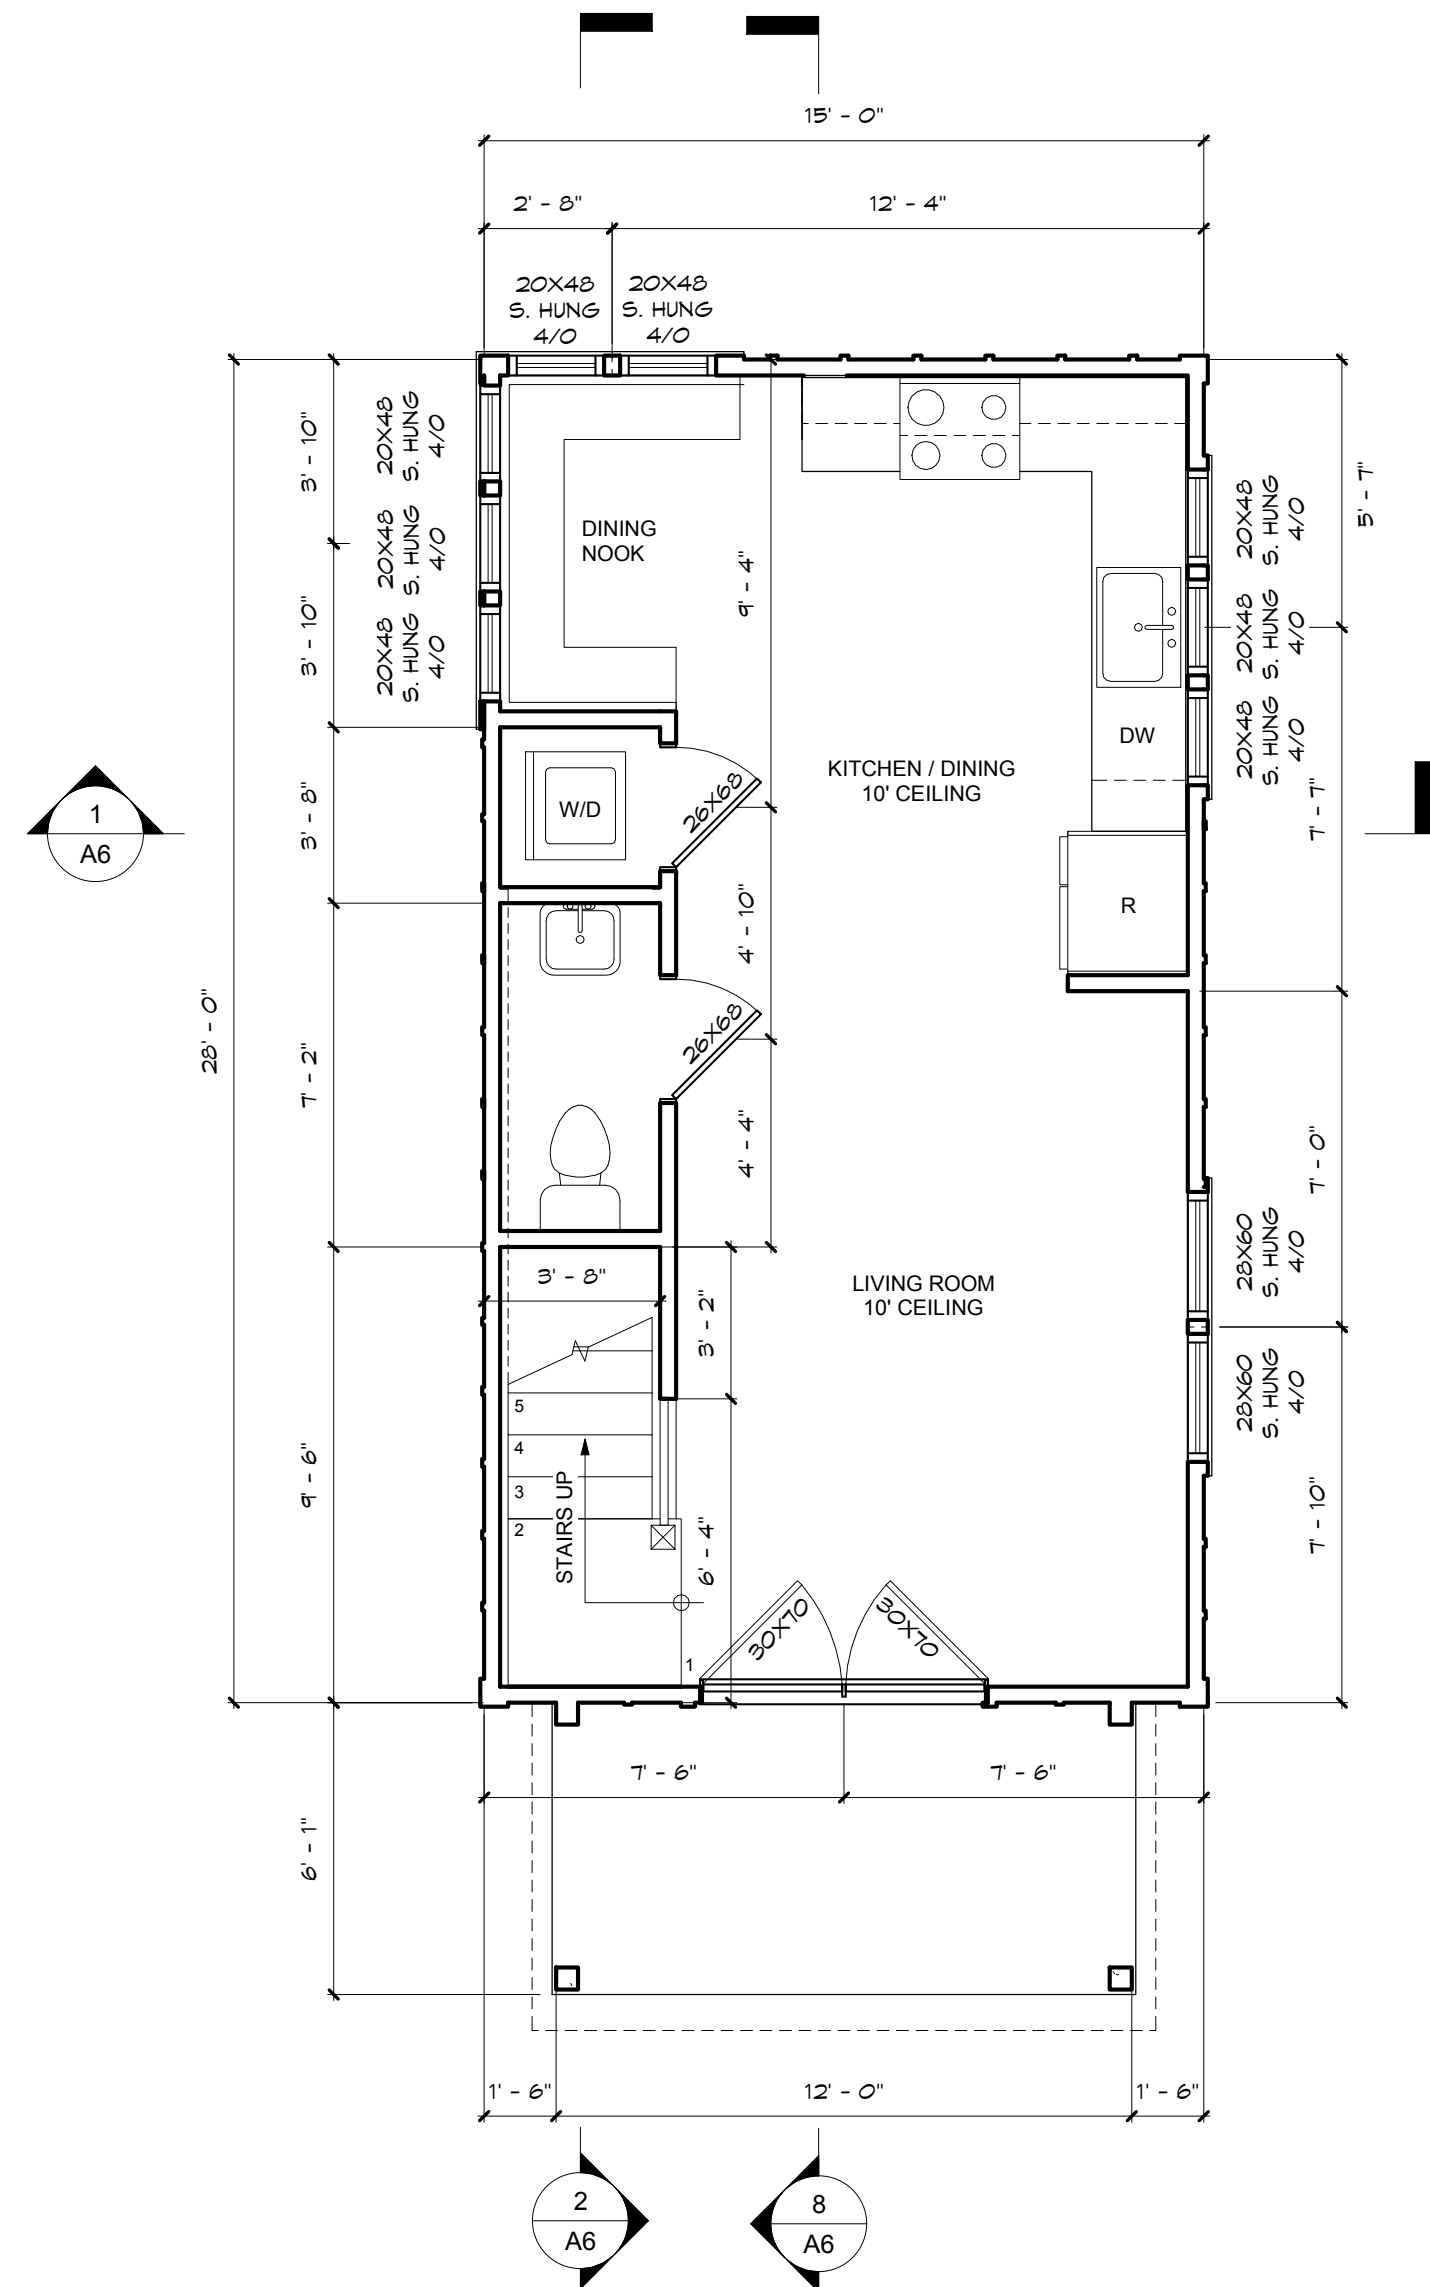 15' - 0"
2' - 8"
12' - 4"
20X48
S. HUNG
4/0
20X48
S. HUNG
4/0
3' - 10"
20X48
S. HUNG
4/0
20X48
S. HUNG
4/0
3' - 10"
20X48
S. HUNG
4/0
DINING
NOOK
9' - 4"
20X48
S. HUNG
4/0
5' - 7"
20X48
S. HUNG
4/0
20X48
S. HUNG
4/0
DW
KITCHEN / DINING
10' CEILING
7' - 7"
1
A6
3' - 8"
W/D
26X68
R
4' - 10"
28' - 0"
7' - 2"
26X68
4' - 4"
7' - 0"
28X60
S. HUNG
4/0
3' - 8"
3' - 2"
LIVING ROOM
10' CEILING
28X60
S. HUNG
4/0
5
4
3
2
STAIRS UP
9' - 6"
6' - 4"
7' - 10"
30X70
30X70
1
7' - 6"
7' - 6"
6' - 1"
1' - 6"
12' - 0"
1' - 6"
2
A6
8
A6